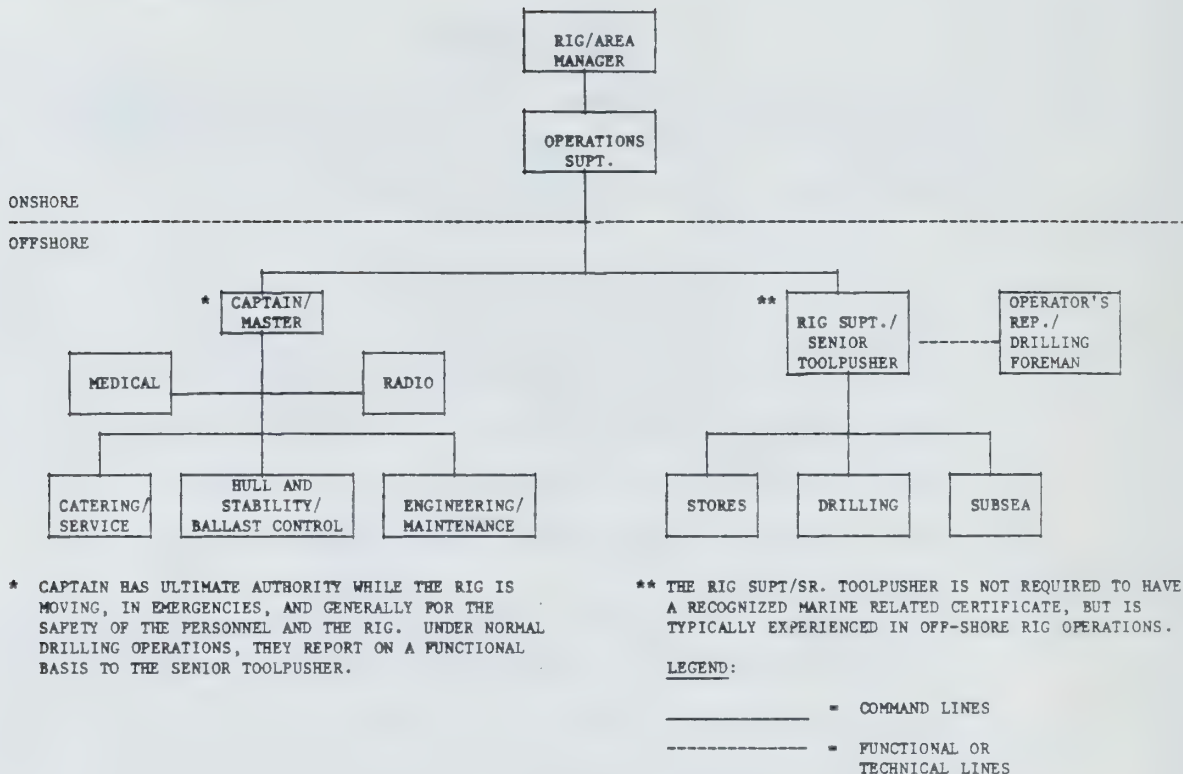 RIG/AREA
MANAGER
OPERATIONS
SUPT.
ONSHORE
OFFSHORE
* CAPTAIN/
MASTER
** RIG SUPT./
SENIOR
TOOLPUSHER
OPERATOR'S
REP./
DRILLING
FOREMAN
MEDICAL
RADIO
CATERING/
SERVICE
HULL AND
STABILITY/
BALLAST CONTROL
ENGINEERING/
MAINTENANCE
STORES
DRILLING
SUBSEA
* CAPTAIN HAS ULTIMATE AUTHORITY WHILE THE RIG IS
MOVING, IN EMERGENCIES, AND GENERALLY FOR THE
SAFETY OF THE PERSONNEL AND THE RIG. UNDER NORMAL
DRILLING OPERATIONS, THEY REPORT ON A FUNCTIONAL
BASIS TO THE SENIOR TOOLPUSHER.
** THE RIG SUPT/SR. TOOLPUSHER IS NOT REQUIRED TO HAVE
A RECOGNIZED MARINE RELATED CERTIFICATE, BUT IS
TYPICALLY EXPERIENCED IN OFF-SHORE RIG OPERATIONS.
LEGEND:
= COMMAND LINES
= FUNCTIONAL OR
TECHNICAL LINES